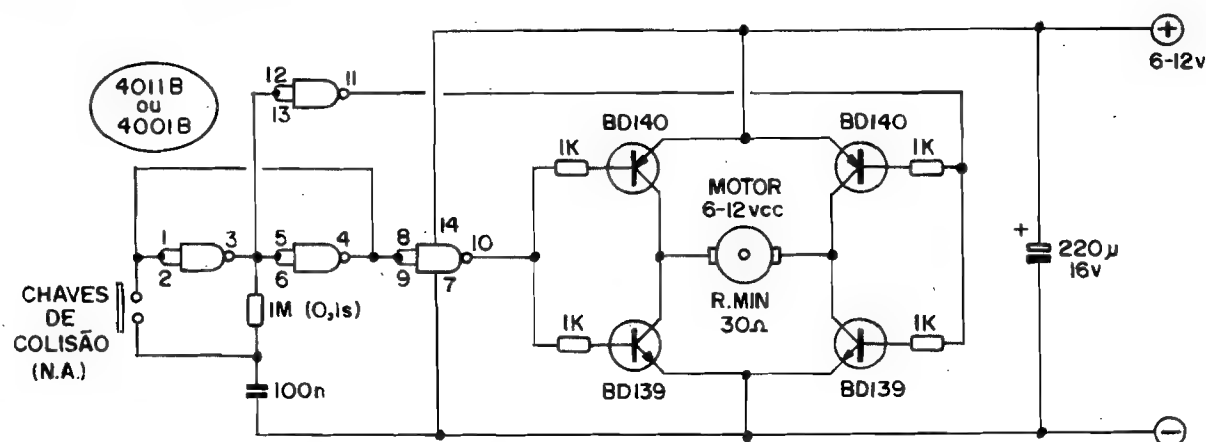 4011B
ou
4001B
12
13
11
14
7
1
2
3
5
6
4
8
9
10
CHAVES
DE
COLISÃO
(N.A.)
1M (0,1s)
100n
1K
BD140
BD140
1K
MOTOR
6-12vcc
R.MIN
30Ω
1K
BD139
BD139
1K
+
6-12v
+
220µ
16v
−